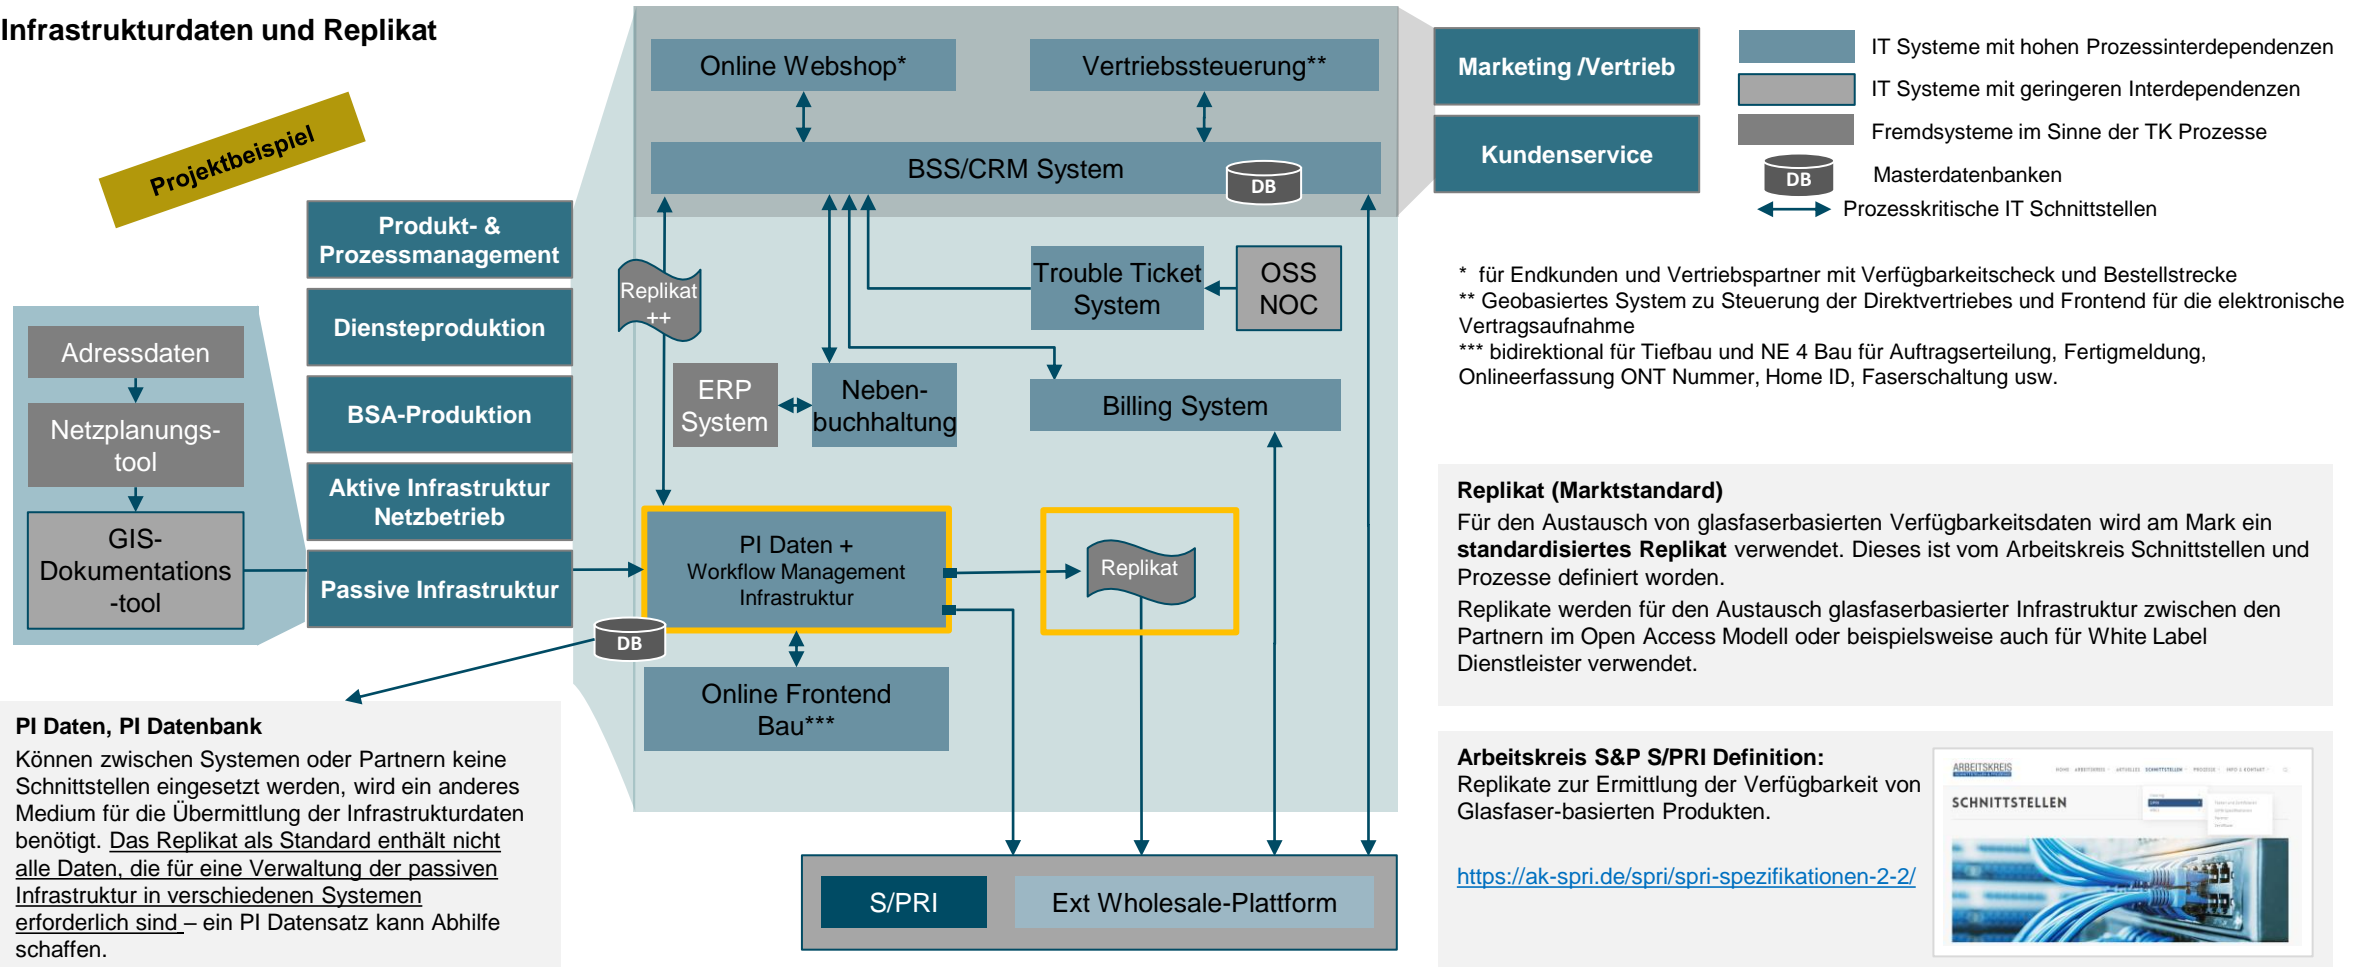 Infrastrukturdaten und Replikat
Projektbeispiel
Online Webshop*
Vertriebssteuerung**
BSS/CRM System
DB
Marketing /Vertrieb
Kundenservice
IT Systeme mit hohen Prozessinterdependenzen
IT Systeme mit geringeren Interdependenzen
Fremdsysteme im Sinne der TK Prozesse
DB
Masterdatenbanken
Prozesskritische IT Schnittstellen
Produkt- &
Prozessmanagement
Diensteproduktion
BSA-Produktion
Aktive Infrastruktur
Netzbetrieb
Passive Infrastruktur
Adressdaten
Netzplanungs-
tool
GIS-
Dokumentations
-tool
Replikat
++
Trouble Ticket
System
OSS
NOC
ERP
System
Neben-
buchhaltung
Billing System
PI Daten +
Workflow Management
Infrastruktur
Replikat
DB
Online Frontend
Bau***
S/PRI
Ext Wholesale-Plattform
* für Endkunden und Vertriebspartner mit Verfügbarkeitscheck und Bestellstrecke
** Geobasiertes System zu Steuerung der Direktvertriebes und Frontend für die elektronische
Vertragsaufnahme
*** bidirektional für Tiefbau und NE 4 Bau für Auftragserteilung, Fertigmeldung,
Onlineerfassung ONT Nummer, Home ID, Faserschaltung usw.
Replikat (Marktstandard)
Für den Austausch von glasfaserbasierten Verfügbarkeitsdaten wird am Mark ein
standardisiertes Replikat verwendet. Dieses ist vom Arbeitskreis Schnittstellen und
Prozesse definiert worden.
Replikate werden für den Austausch glasfaserbasierter Infrastruktur zwischen den
Partnern im Open Access Modell oder beispielsweise auch für White Label
Dienstleister verwendet.
PI Daten, PI Datenbank
Können zwischen Systemen oder Partnern keine
Schnittstellen eingesetzt werden, wird ein anderes
Medium für die Übermittlung der Infrastrukturdaten
benötigt. Das Replikat als Standard enthält nicht
alle Daten, die für eine Verwaltung der passiven
Infrastruktur in verschiedenen Systemen
erforderlich sind – ein PI Datensatz kann Abhilfe
schaffen.
Arbeitskreis S&P S/PRI Definition:
Replikate zur Ermittlung der Verfügbarkeit von
Glasfaser-basierten Produkten.
https://ak-spri.de/spri/spri-spezifikationen-2-2/
ARBEITSKREIS
HOME ARBEITSKREIS AKTUELLES SCHNITTSTELLEN PROZESSE INFO & KONTAKT
SCHNITTSTELLEN